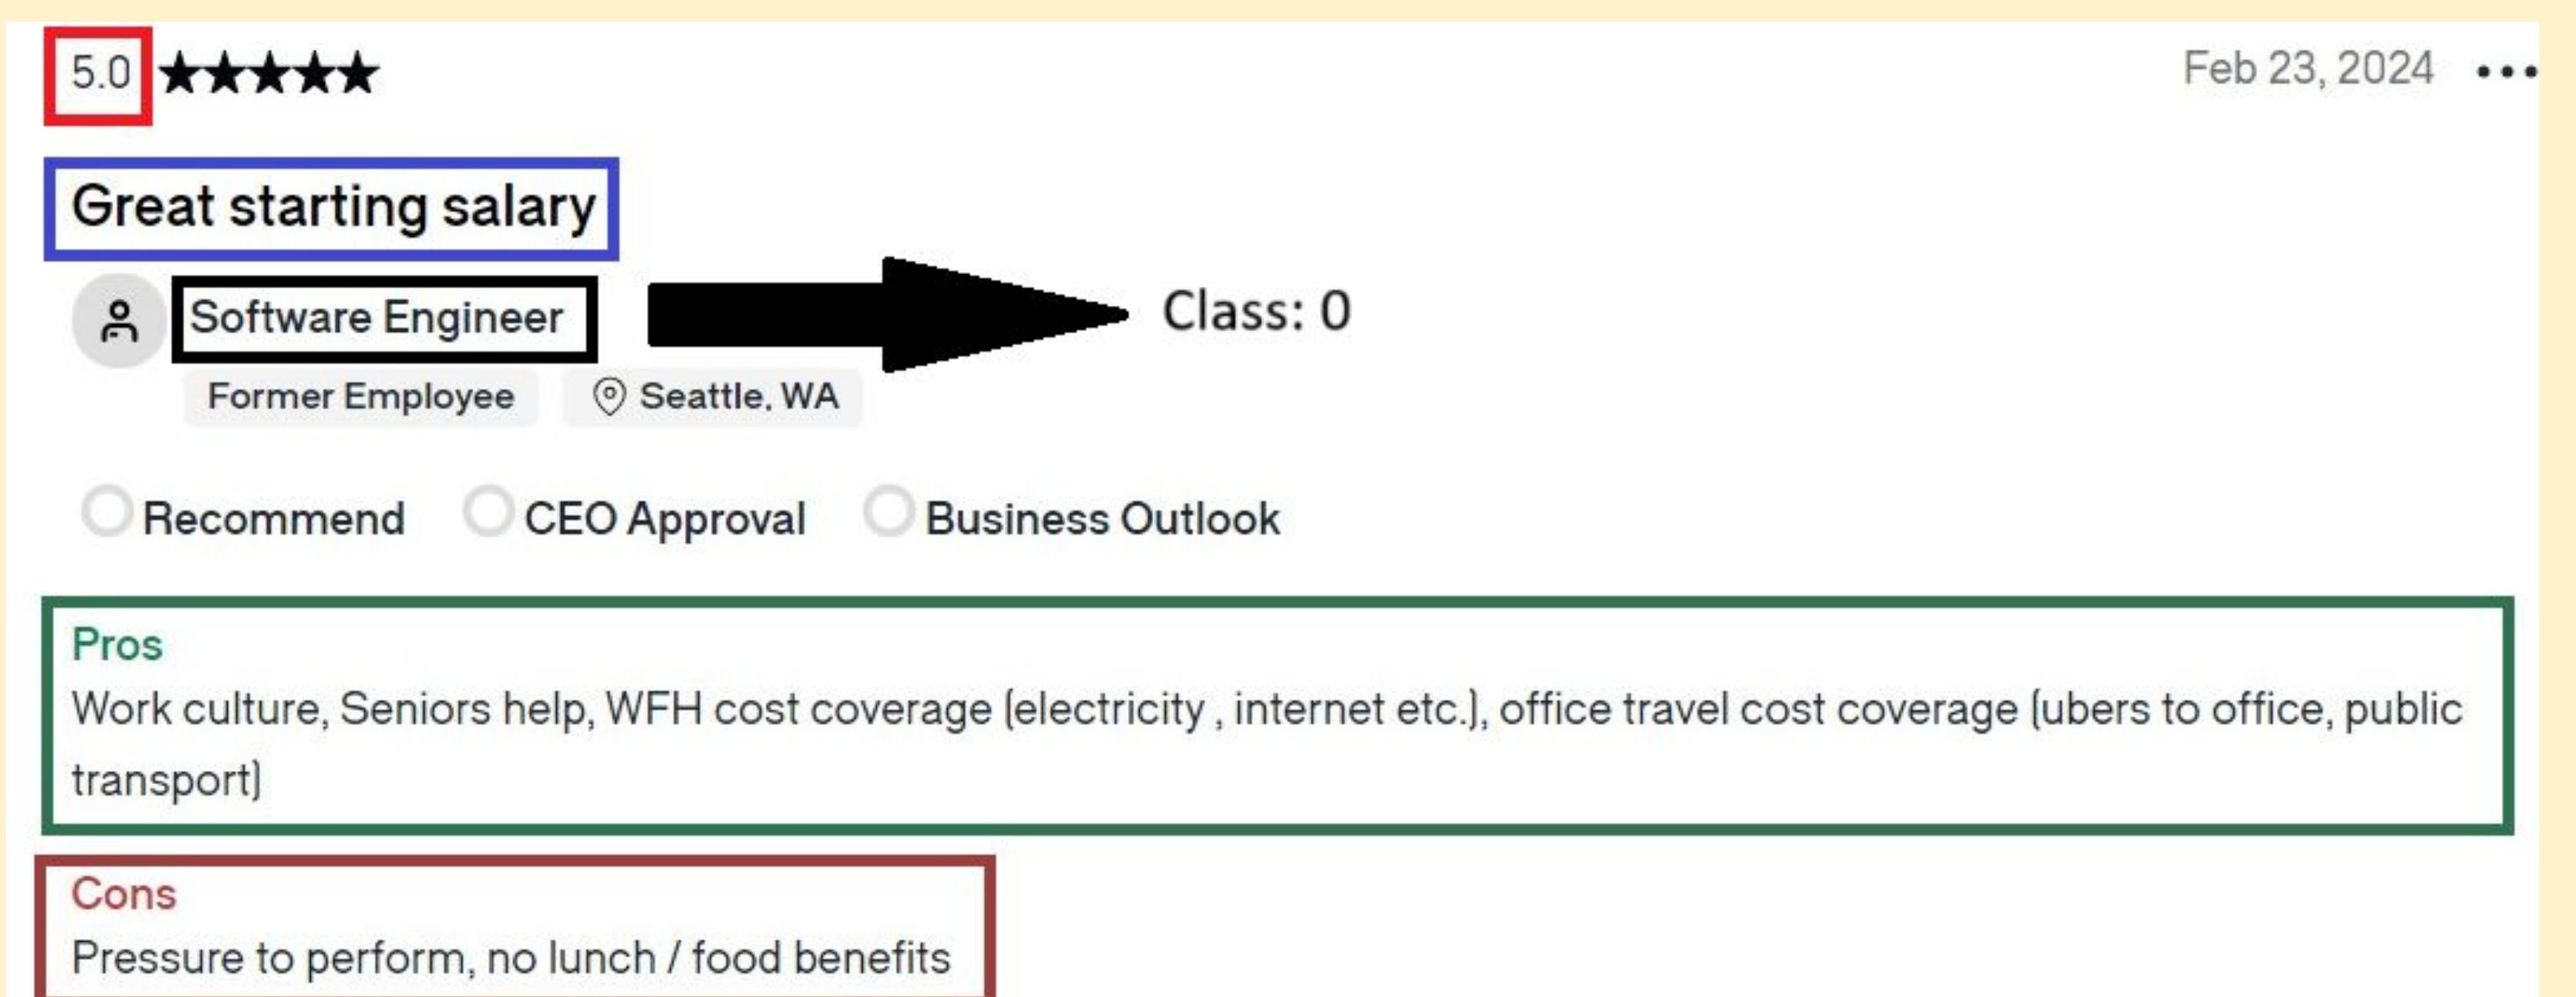 5.0 ★★★★★ Feb 23, 2024 •••
Great starting salary
Software Engineer Class: 0
Former Employee Seattle, WA
Recommend CEO Approval Business Outlook
Pros
Work culture, Seniors help, WFH cost coverage (electricity , internet etc.), office travel cost coverage (ubers to office, public
transport)
Cons
Pressure to perform, no lunch / food benefits